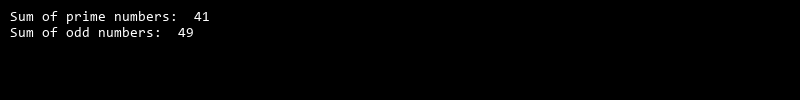 Sum of prime numbers:  41
Sum of odd numbers:  49